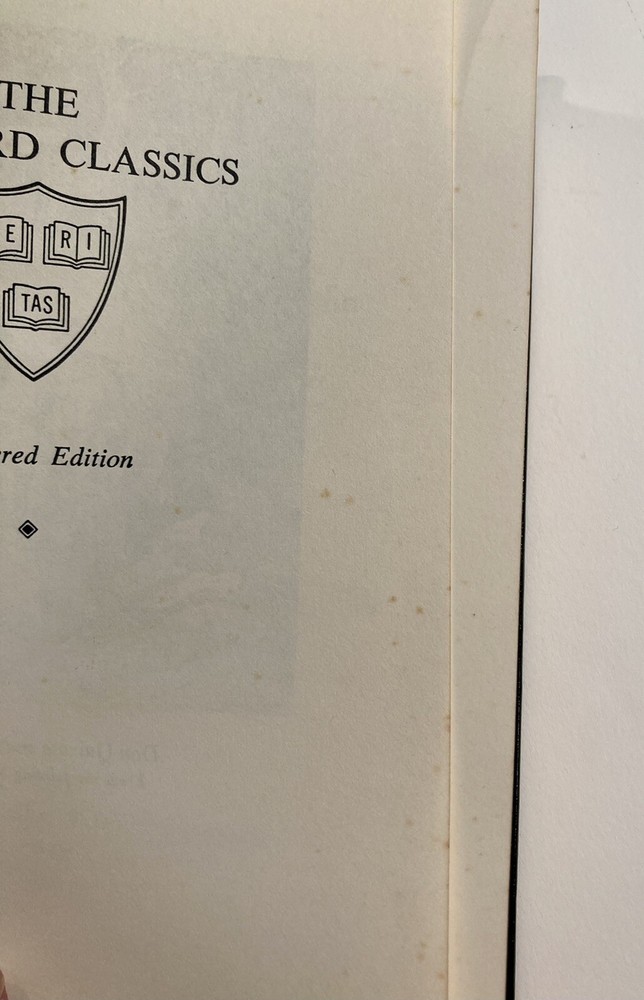 THE
RD CLASSICS
E RI
TAS
red Edition